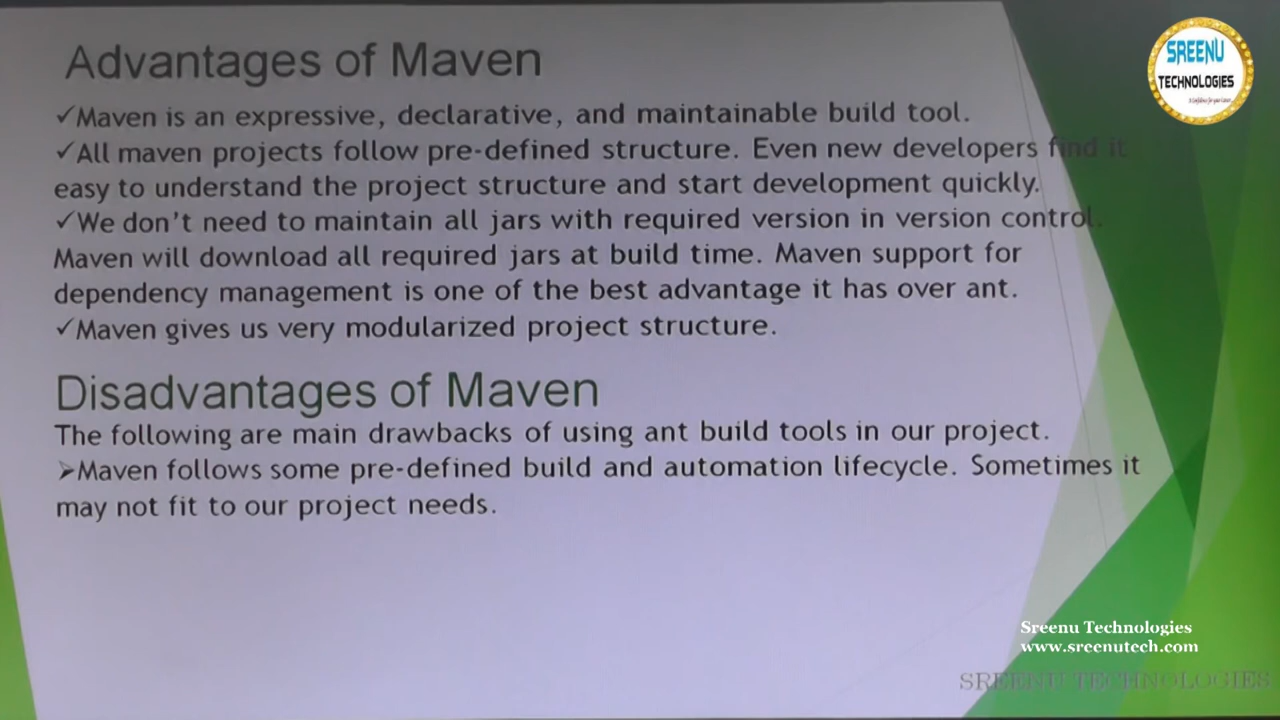 Advantages of Maven
SREENU
TECHNOLOGIES
✓Maven is an expressive, declarative, and maintainable build tool.
✓All maven projects follow pre-defined structure. Even new developers find it
easy to understand the project structure and start development quickly.
✓We don't need to maintain all jars with required version in version control.
Maven will download all required jars at build time. Maven support for
dependency management is one of the best advantage it has over ant.
✓Maven gives us very modularized project structure.
Disadvantages of Maven
The following are main drawbacks of using ant build tools in our project.
➢Maven follows some pre-defined build and automation lifecycle. Sometimes it
may not fit to our project needs.
Sreenu Technologies
www.sreenutech.com
SREENU TECHNOLOGIES